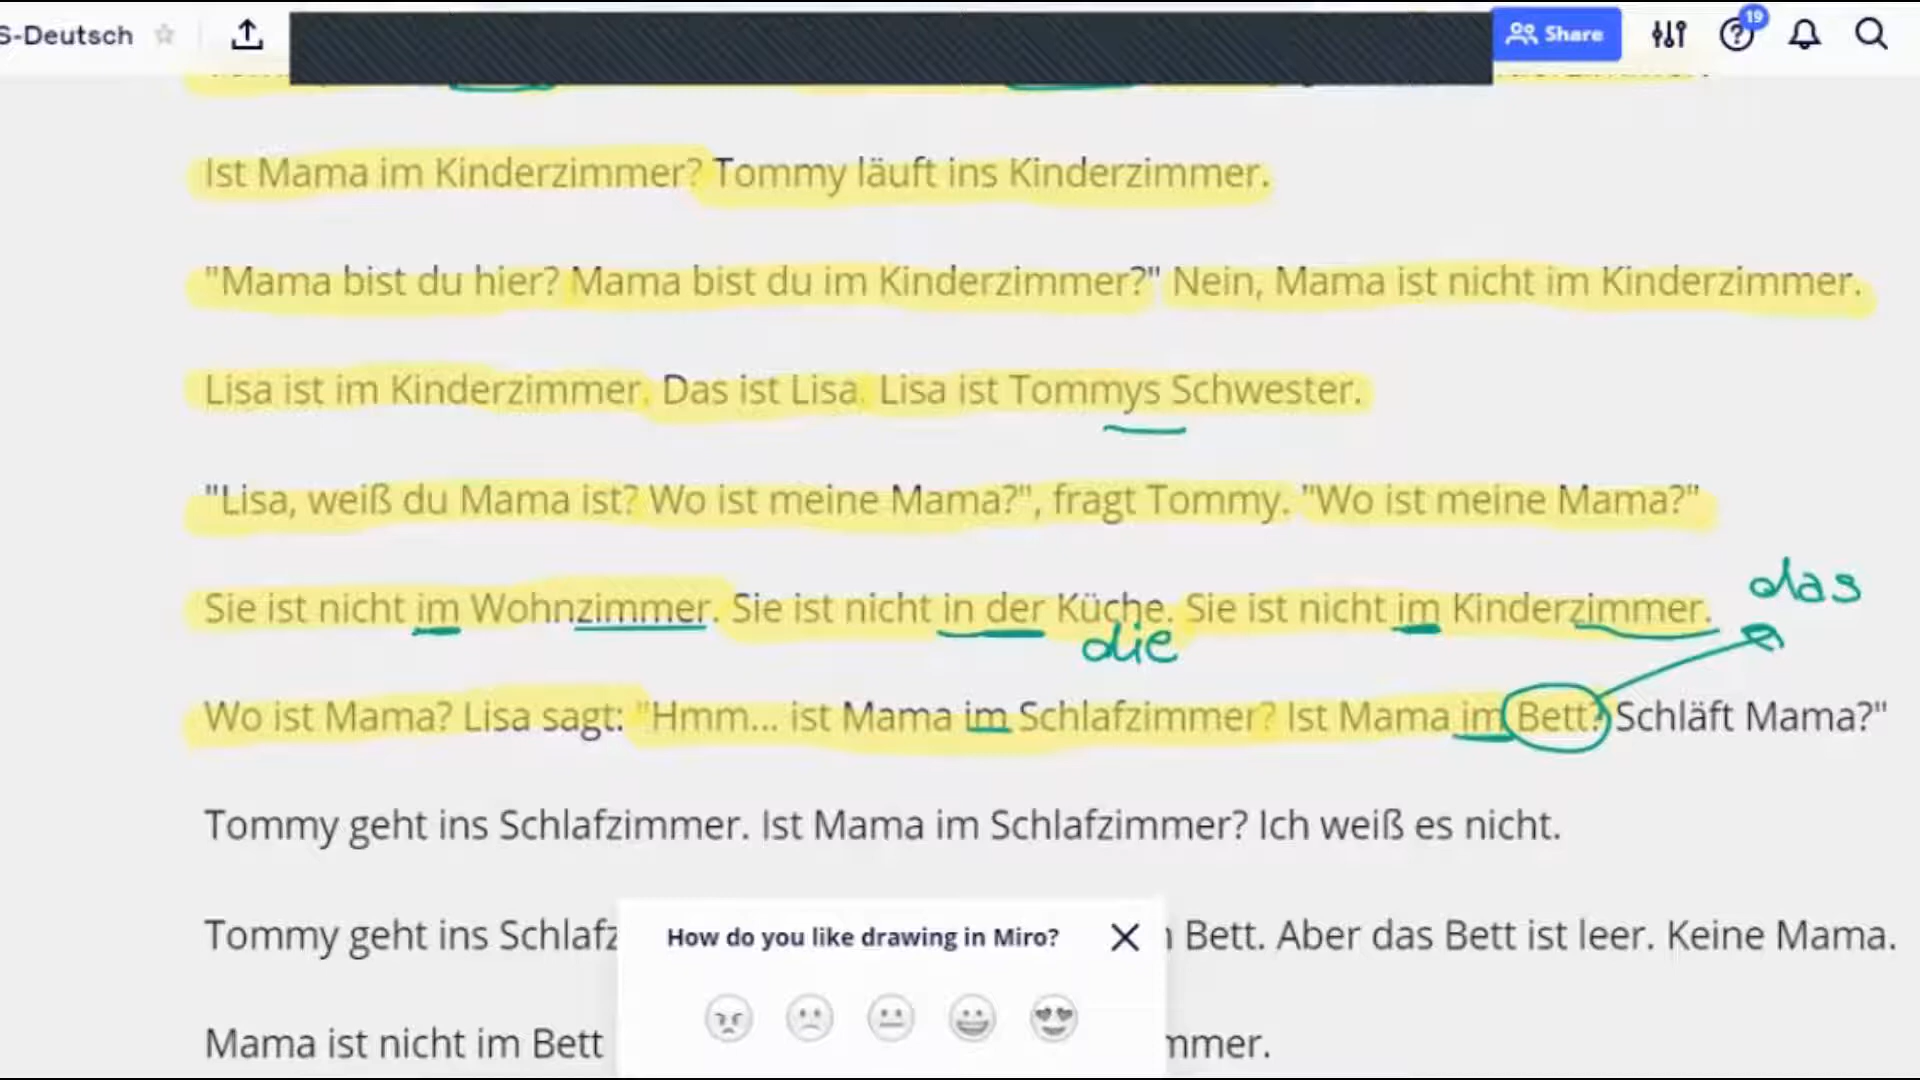 S-Deutsch
Share
19
Ist Mama im Kinderzimmer? Tommy läuft ins Kinderzimmer.
"Mama bist du hier? Mama bist du im Kinderzimmer?" Nein, Mama ist nicht im Kinderzimmer.
Lisa ist im Kinderzimmer. Das ist Lisa. Lisa ist Tommys Schwester.
"Lisa, weiß du Mama ist? Wo ist meine Mama?", fragt Tommy. "Wo ist meine Mama?"
das
Sie ist nicht im Wohnzimmer. Sie ist nicht in der Küche. Sie ist nicht im Kinderzimmer.
die
Wo ist Mama? Lisa sagt: "Hmm... ist Mama im Schlafzimmer? Ist Mama im Bett? Schläft Mama?"
Tommy geht ins Schlafzimmer. Ist Mama im Schlafzimmer? Ich weiß es nicht.
Tommy geht ins Bett. Aber das Bett ist leer. Keine Mama.
Mama ist nicht im Bett
How do you like drawing in Miro?